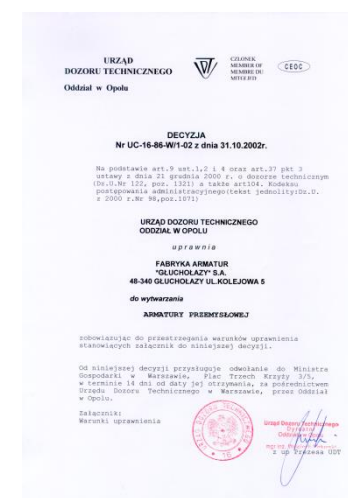 URZĄD
DOZORU TECHNICZNEGO
Oddział w Opolu
UDT
CZŁONEK
MEMBER OF
MEMBRE DU
MITGLIED
CEOC
DECYZJA
Nr UC-16-86-W/1-02 z dnia 31.10.2002r.
Na podstawie art.9 ust.1,2 i 4 oraz art.37 pkt 2
ustawy z dnia 21 grudnia 2000 r. o dozorze technicznym
(Dz.U.Nr 122, poz. 1321) a także art104. Kodeksu
postępowania administracyjnego(tekst jednolity:Dz.U.
z 2000 r.Nr 98,poz.1071)
URZĄD DOZORU TECHNICZNEGO
ODDZIAŁ W OPOLU
uprawnia
FABRYKA ARMATUR
"GŁUCHOŁAZY" S.A.
48-340 GŁUCHOŁAZY UL.KOLEJOWA 5
do wytwarzania
ARMATURY PRZEMYSŁOWEJ
zobowiązując do przestrzegania warunków uprawnienia
stanowiących załącznik do niniejszej decyzji.
Od niniejszej decyzji przysługuje odwołanie do Ministra
Gospodarki w Warszawie, Plac Trzech Krzyży 3/5,
w terminie 14 dni od daty jej otrzymania, za pośrednictwem
Urzędu Dozoru Technicznego w Warszawie, przez Oddział
w Opolu.
Załącznik:
Warunki uprawnienia
URZĄD DOZORU TECHNICZNEGO
16
Urząd Dozoru Technicznego
z up Prezesa UDT